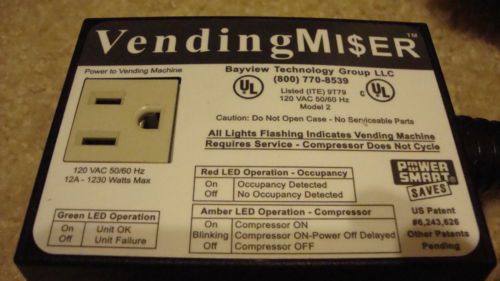 VendingMI$ER™
Power to Vending Machine
Bayview Technology Group LLC
(800) 770-8539
UL
Listed (ITE) 9T79
120 VAC 50/60 Hz
Model 2
c UL
Caution: Do Not Open - No Serviceable Parts
All Lights Flashing Indicates Vending Machine
Requires Service - Compressor Does Not Cycle
120 VAC 50/60 Hz
12A - 1230 Watts Max
Red LED Operation - Occupancy
On Occupancy Detected
Off No Occupancy Detected
POWER
SMART
SAVES
Green LED Operation
On Unit OK
Off Unit Failure
Amber LED Operation - Compressor
On Compressor ON
Blinking Compressor ON-Power Off Delayed
Off Compressor OFF
US Patent
#6,243,626
Other Patents
Pending